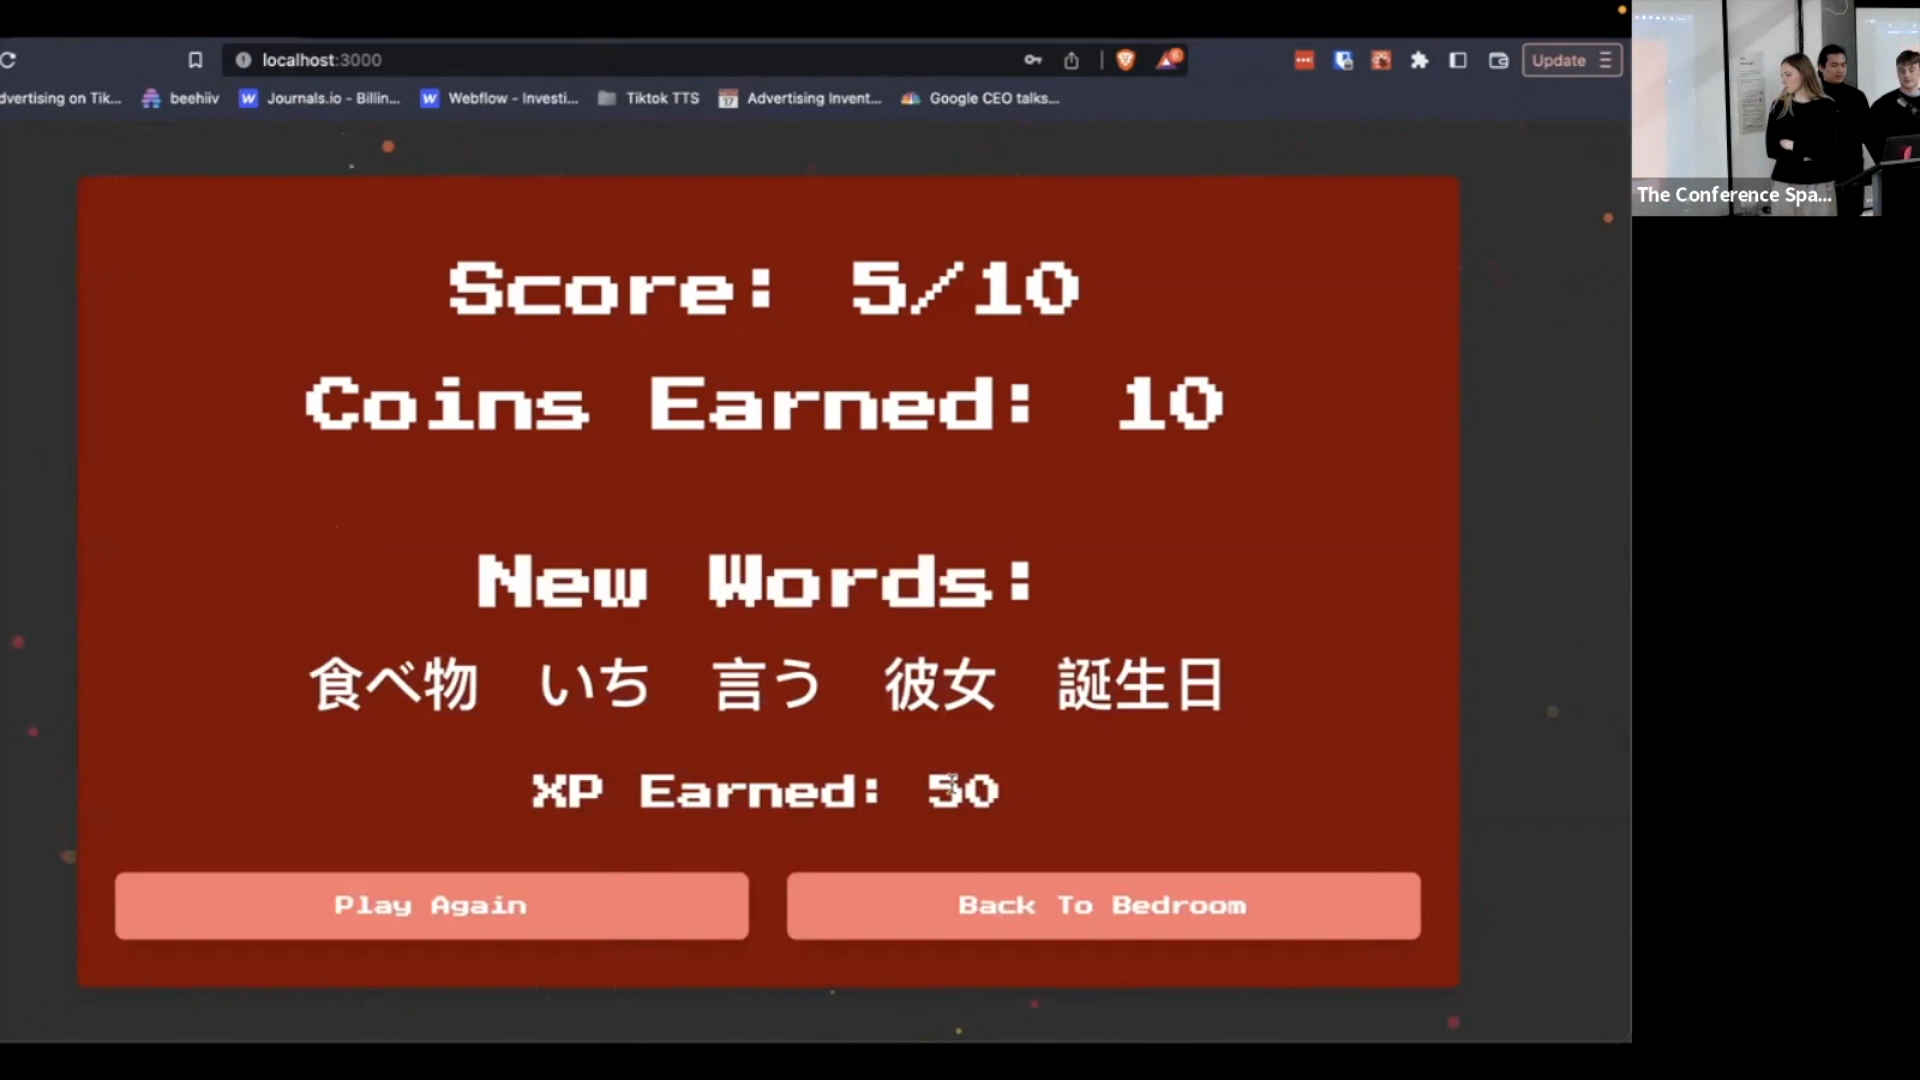 localhost:3000
Update
dvertising on Tik... beehiiv Journals.io - Billin... Webflow - Investi... Tiktok TTS Advertising Invent... Google CEO talks...
The Conference Spa...
Score: 5/10
Coins Earned: 10
New Words:
食べ物 いち 言う 彼女 誕生日
XP Earned: 50
Play Again
Back To Bedroom